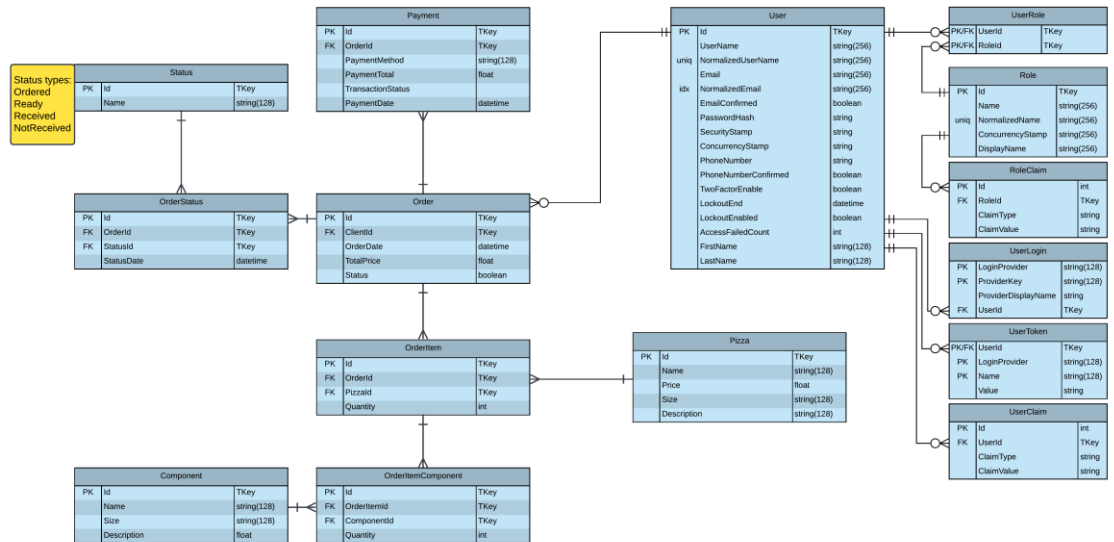 Status types:
Ordered
Ready
Received
NotReceived
Status
PK Id TKey
Name string(128)
Payment
PK Id TKey
FK OrderId TKey
PaymentMethod string(128)
PaymentTotal float
TransactionStatus
PaymentDate datetime
OrderStatus
PK Id TKey
FK OrderId TKey
FK StatusId TKey
StatusDate datetime
Order
PK Id TKey
FK ClientId TKey
OrderDate datetime
TotalPrice float
Status boolean
OrderItem
PK Id TKey
FK OrderId TKey
FK PizzaId TKey
Quantity int
Pizza
PK Id TKey
Name string(128)
Price float
Size string(128)
Description string(128)
Component
PK Id TKey
Name string(128)
Size string(128)
Description float
OrderItemComponent
PK Id TKey
FK OrderItemId TKey
FK ComponentId TKey
Quantity int
User
PK Id TKey
UserName string(256)
uniq NormalizedUserName string(256)
Email string(256)
idx NormalizedEmail string(256)
EmailConfirmed boolean
PasswordHash string
SecurityStamp string
ConcurrencyStamp string
PhoneNumber string
PhoneNumberConfirmed boolean
TwoFactorEnable boolean
LockoutEnd datetime
LockoutEnabled boolean
AccessFailedCount int
FirstName string(128)
LastName string(128)
UserRole
PK/FK UserId TKey
PK/FK RoleId TKey
Role
PK Id TKey
Name string(256)
uniq NormalizedName string(256)
ConcurrencyStamp string(256)
DisplayName string(256)
RoleClaim
PK Id int
FK RoleId TKey
ClaimType string
ClaimValue string
UserLogin
PK LoginProvider string(128)
PK ProviderKey string(128)
ProviderDisplayName string
FK UserId TKey
UserToken
PK/FK UserId TKey
PK LoginProvider string(128)
PK Name string(128)
Value string
UserClaim
PK Id int
FK UserId TKey
ClaimType string
ClaimValue string